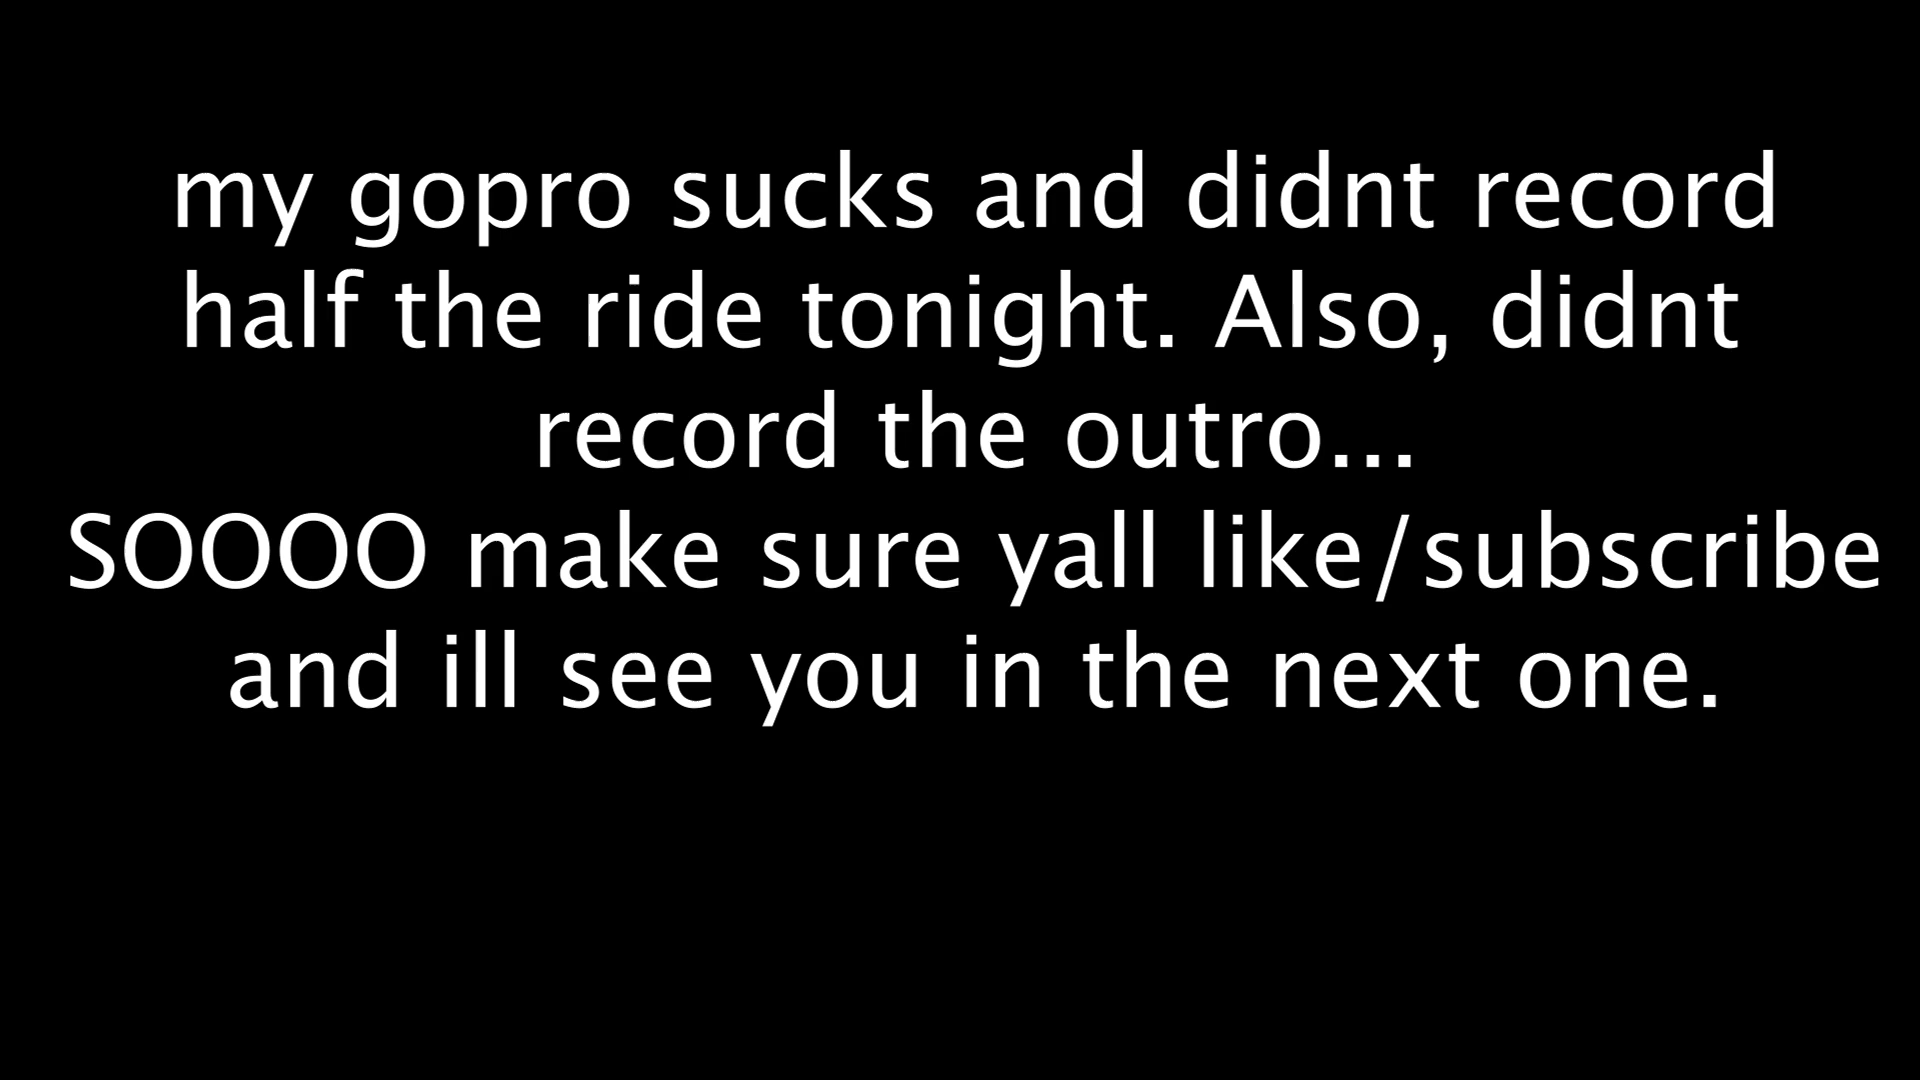 my gopro sucks and didnt record
half the ride tonight. Also, didnt
record the outro...
SOOOO make sure yall like/subscribe
and ill see you in the next one.